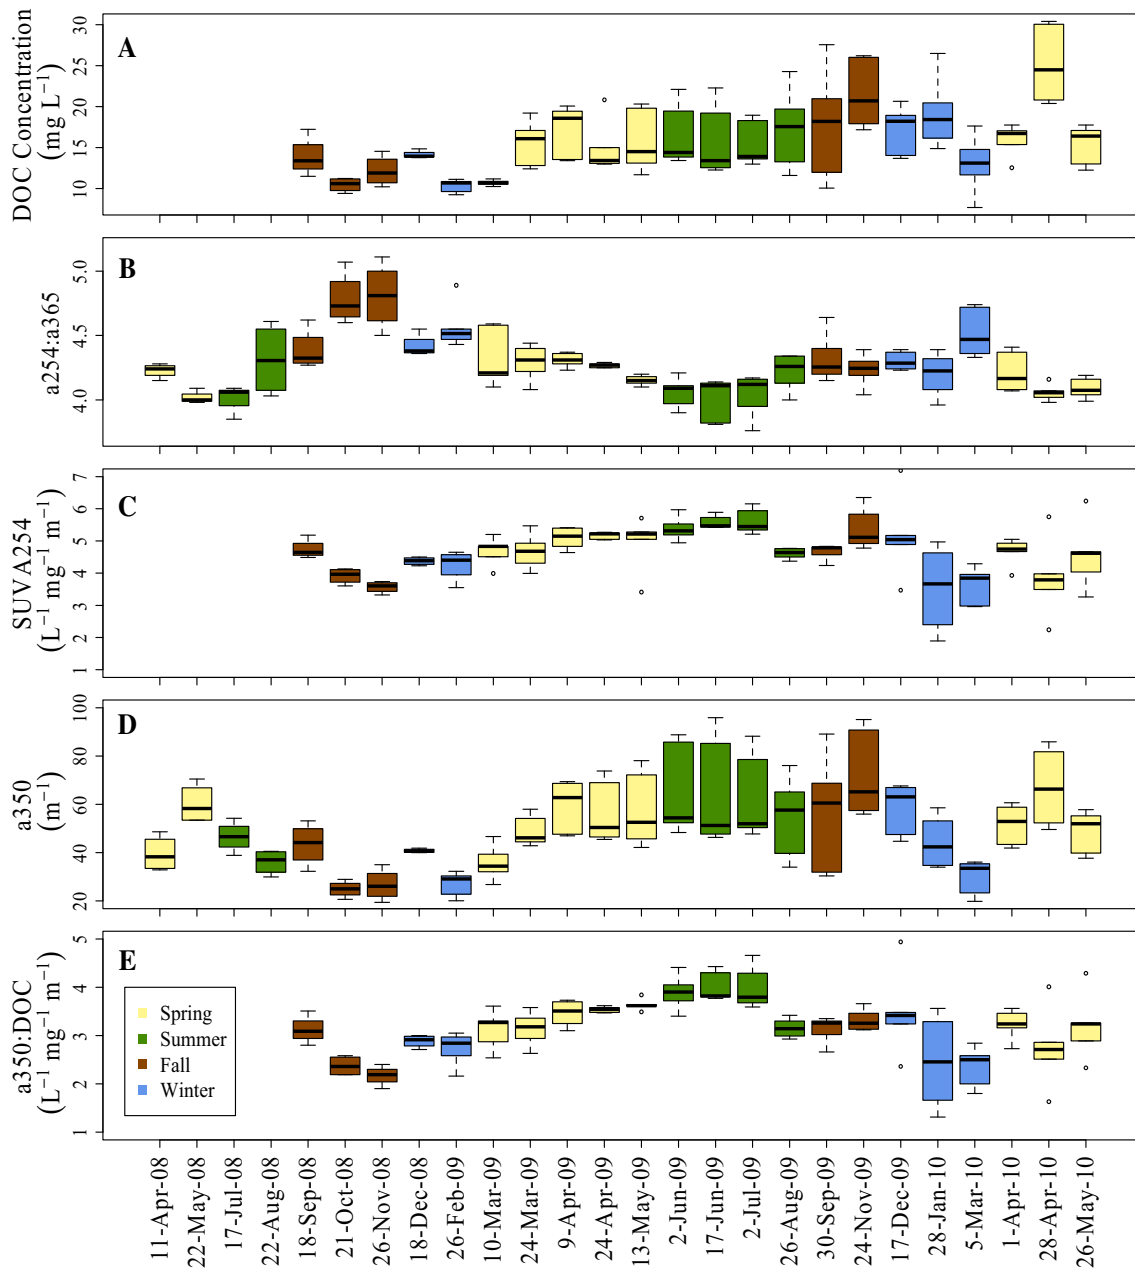 A
DOC Concentration
(mg L−1)
30
25
20
15
10
B
a254:a365
5.0
4.5
4.0
C
SUVA254
(L−1 mg−1 m−1)
7
6
5
4
3
2
1
D
a350
(m−1)
100
80
60
40
20
E
a350:DOC
(L−1 mg−1 m−1)
5
4
3
2
1
Spring
Summer
Fall
Winter
11-Apr-08
22-May-08
17-Jul-08
22-Aug-08
18-Sep-08
21-Oct-08
26-Nov-08
18-Dec-08
26-Feb-09
10-Mar-09
24-Mar-09
9-Apr-09
24-Apr-09
13-May-09
2-Jun-09
17-Jun-09
2-Jul-09
26-Aug-09
30-Sep-09
24-Nov-09
17-Dec-09
28-Jan-10
5-Mar-10
1-Apr-10
28-Apr-10
26-May-10